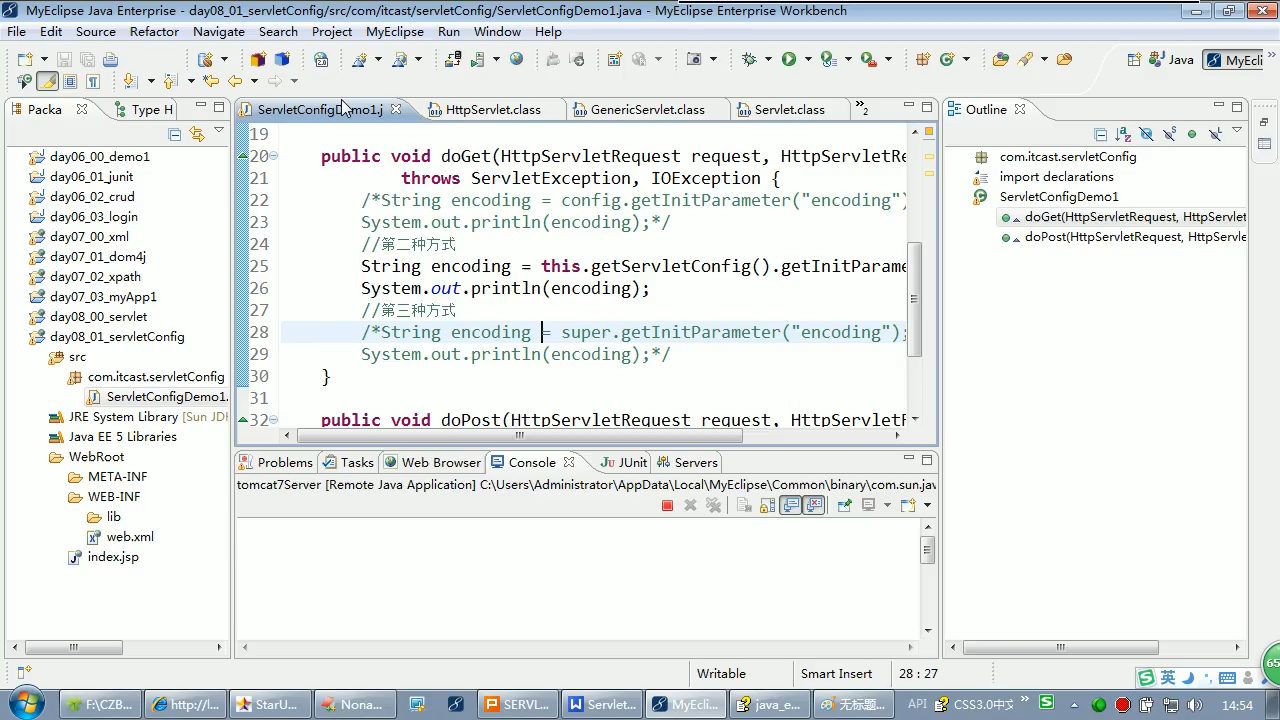 MyEclipse Java Enterprise - day08_01_servletConfig/src/com/itcast/servletConfig/ServletConfigDemo1.java - MyEclipse Enterprise Workbench
File Edit Source Refactor Navigate Search Project MyEclipse Run Window Help
Java MyEcli
Packa Type H
ServletConfigDemo1.j HttpServlet.class GenericServlet.class Servlet.class »2
Outline
day06_00_demo1
day06_01_junit
day06_02_crud
day06_03_login
day07_00_xml
day07_01_dom4j
day07_02_xpath
day07_03_myApp1
day08_00_servlet
day08_01_servletConfig
src
com.itcast.servletConfig
ServletConfigDemo1.
JRE System Library [Sun JD
Java EE 5 Libraries
WebRoot
META-INF
WEB-INF
lib
web.xml
index.jsp
19
20 public void doGet(HttpServletRequest request, HttpServletRe
21 throws ServletException, IOException {
22 /*String encoding = config.getInitParameter("encoding")
23 System.out.println(encoding);*/
24 //第二种方式
25 String encoding = this.getServletConfig().getInitParame
26 System.out.println(encoding);
27 //第三种方式
28 /*String encoding = super.getInitParameter("encoding");
29 System.out.println(encoding);*/
30 }
31
32 public void doPost(HttpServletRequest request, HttpServletR
com.itcast.servletConfig
import declarations
ServletConfigDemo1
doGet(HttpServletRequest, HttpServlet
doPost(HttpServletRequest, HttpServle
Problems Tasks Web Browser Console JUnit Servers
tomcat7Server [Remote Java Application] C:\Users\Administrator\AppData\Local\MyEclipse\Common\binary\com.sun.jav
Writable Smart Insert 28 : 27
英
65
F:\CZB... http://l... StarU... Nona... SERVL... Servlet... MyEcli... java_e... 无标题... API CSS3.0中文 14:54